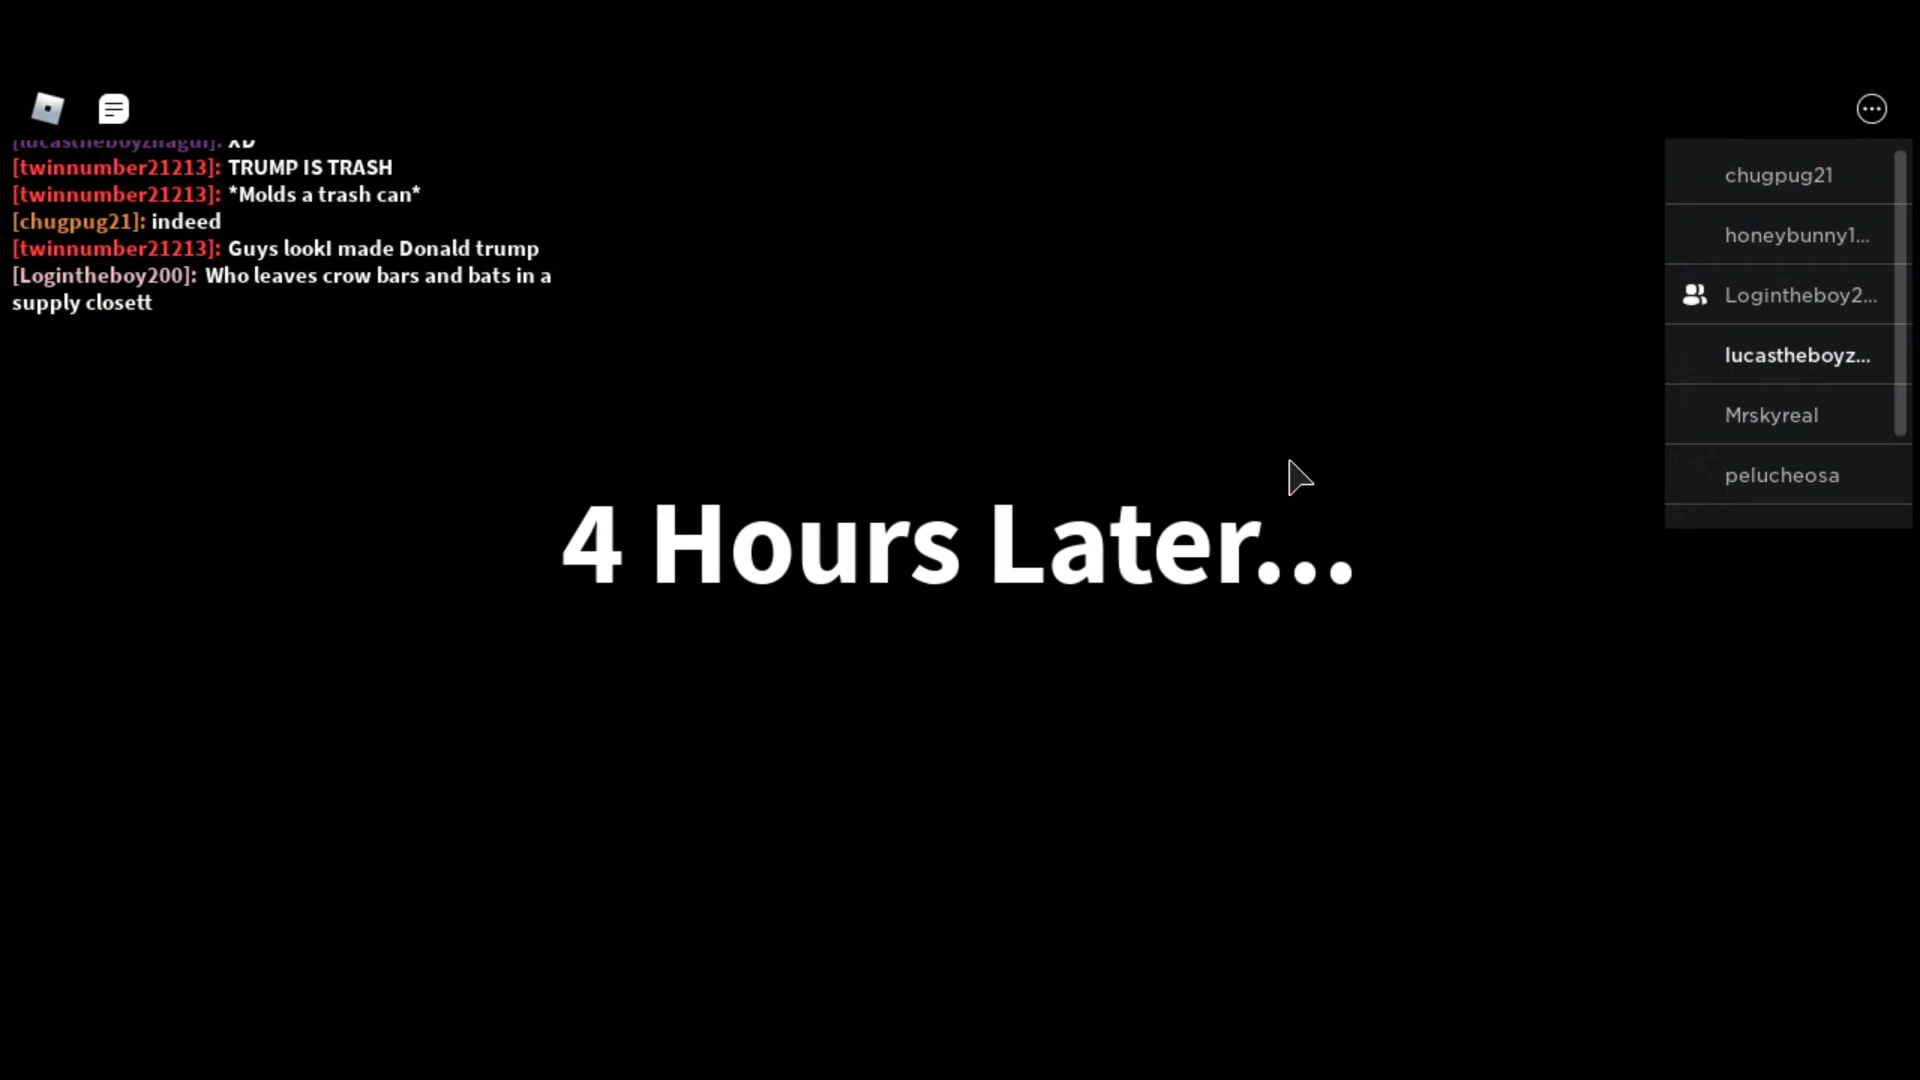 XD
[twinnumber21213]: TRUMP IS TRASH
[twinnumber21213]: *Molds a trash can*
[chugpug21]: indeed
[twinnumber21213]: Guys lookI made Donald trump
[Logintheboy200]: Who leaves crow bars and bats in a
supply closett
chugpug21
honeybunny1...
Logintheboy2...
lucastheboyz...
Mrskyreal
pelucheosa
4 Hours Later...